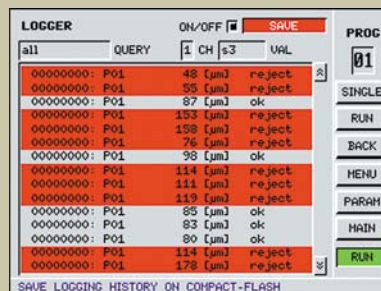 LOGGER ON/OFF SAVE
all QUERY 1 CH s3 VAL
00000000: P01 48 [µm] reject
00000000: P01 55 [µm] reject
00000000: P01 87 [µm] ok
00000000: P01 153 [µm] reject
00000000: P01 158 [µm] reject
00000000: P01 76 [µm] reject
00000000: P01 98 [µm] ok
00000000: P01 114 [µm] reject
00000000: P01 111 [µm] reject
00000000: P01 119 [µm] reject
00000000: P01 85 [µm] ok
00000000: P01 83 [µm] ok
00000000: P01 80 [µm] ok
00000000: P01 114 [µm] reject
00000000: P01 178 [µm] reject
SAVE LOGGING HISTORY ON COMPACT-FLASH
PROG
01
SINGLE
RUN
BACK
MENU
PARAM
MAIN
RUN